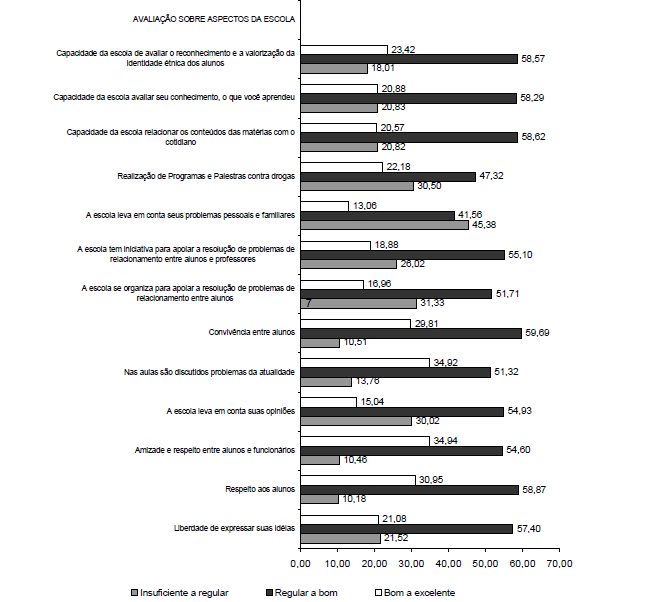 AVALIAÇÃO SOBRE ASPECTOS DA ESCOLA
Capacidade da escola de avaliar o reconhecimento e a valorização da
identidade étnica dos alunos
23,42
58,57
18,01
Capacidade da escola avaliar seu conhecimento, o que você aprendeu
20,88
58,29
20,83
Capacidade da escola relacionar os conteúdos das matérias com o
cotidiano
20,57
58,62
20,82
Realização de Programas e Palestras contra drogas
22,18
47,32
30,50
A escola leva em conta seus problemas pessoais e familiares
13,06
41,56
45,38
A escola tem iniciativa para apoiar a resolução de problemas de
relacionamento entre alunos e professores
18,88
55,10
26,02
A escola se organiza para apoiar a resolução de problemas de
relacionamento entre alunos
16,96
51,71
7
31,33
Convivência entre alunos
29,81
59,69
10,51
Nas aulas são discutidos problemas da atualidade
34,92
51,32
13,76
A escola leva em conta suas opiniões
15,04
54,93
30,02
Amizade e respeito entre alunos e funcionários
34,94
54,60
10,46
Respeito aos alunos
30,95
58,87
10,18
Liberdade de expressar suas idéias
21,08
57,40
21,52
0,00 10,00 20,00 30,00 40,00 50,00 60,00 70,00
Insuficiente a regular Regular a bom Bom a excelente